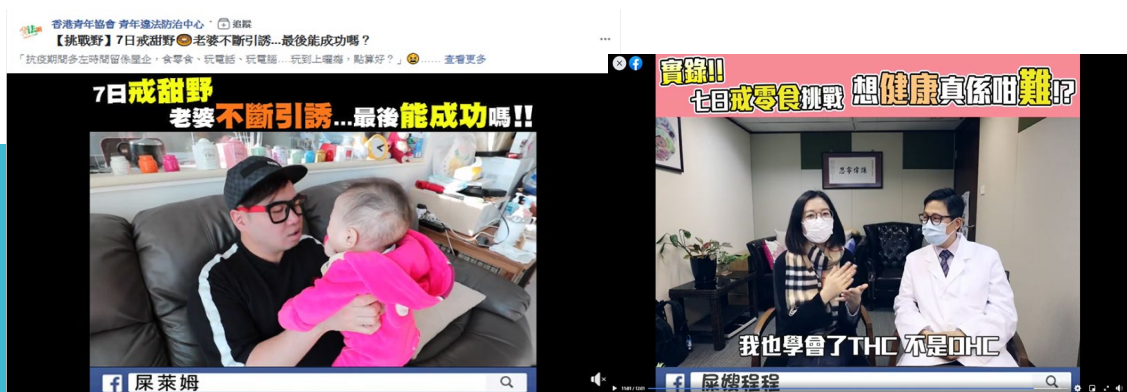 香港青年協會 青年違法防治中心 · 追蹤
【挑戰野】7日戒甜野🍩老婆不斷引誘...最後能成功嗎？
「抗疫期間多左時間留係屋企，食零食、玩電話、玩電腦…玩到上曬癮，點算好？」😫…… 查看更多
7日戒甜野
老婆不斷引誘...最後能成功嗎!!
屎萊姆
實錄!!
七日戒零食挑戰 想健康真係咁難!?
我也學會了THC 不是DHC
屎嫂程程